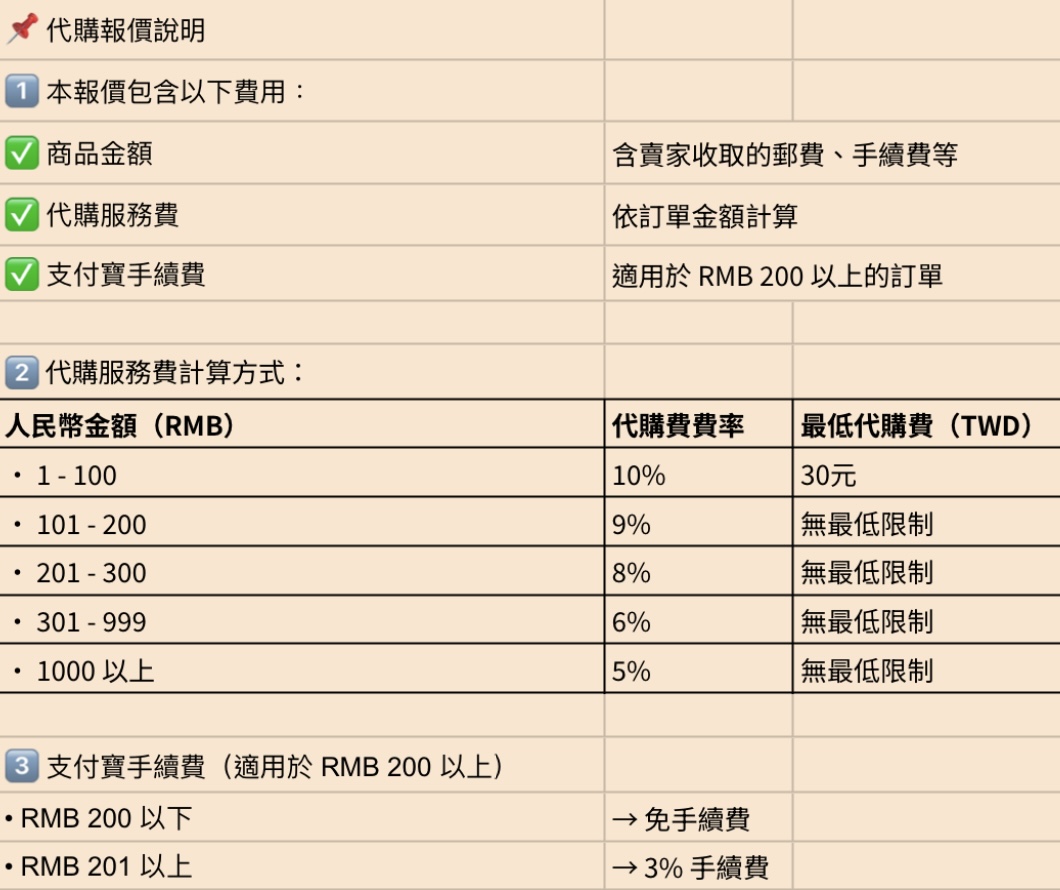 📌 代購報價說明
1️⃣ 本報價包含以下費用：
✅ 商品金額 含賣家收取的郵費、手續費等
✅ 代購服務費 依訂單金額計算
✅ 支付寶手續費 適用於 RMB 200 以上的訂單
2️⃣ 代購服務費計算方式：
人民幣金額（RMB） 代購費費率 最低代購費（TWD）
・ 1 - 100 10% 30元
・ 101 - 200 9% 無最低限制
・ 201 - 300 8% 無最低限制
・ 301 - 999 6% 無最低限制
・ 1000 以上 5% 無最低限制
3️⃣ 支付寶手續費（適用於 RMB 200 以上）
• RMB 200 以下 → 免手續費
• RMB 201 以上 → 3% 手續費